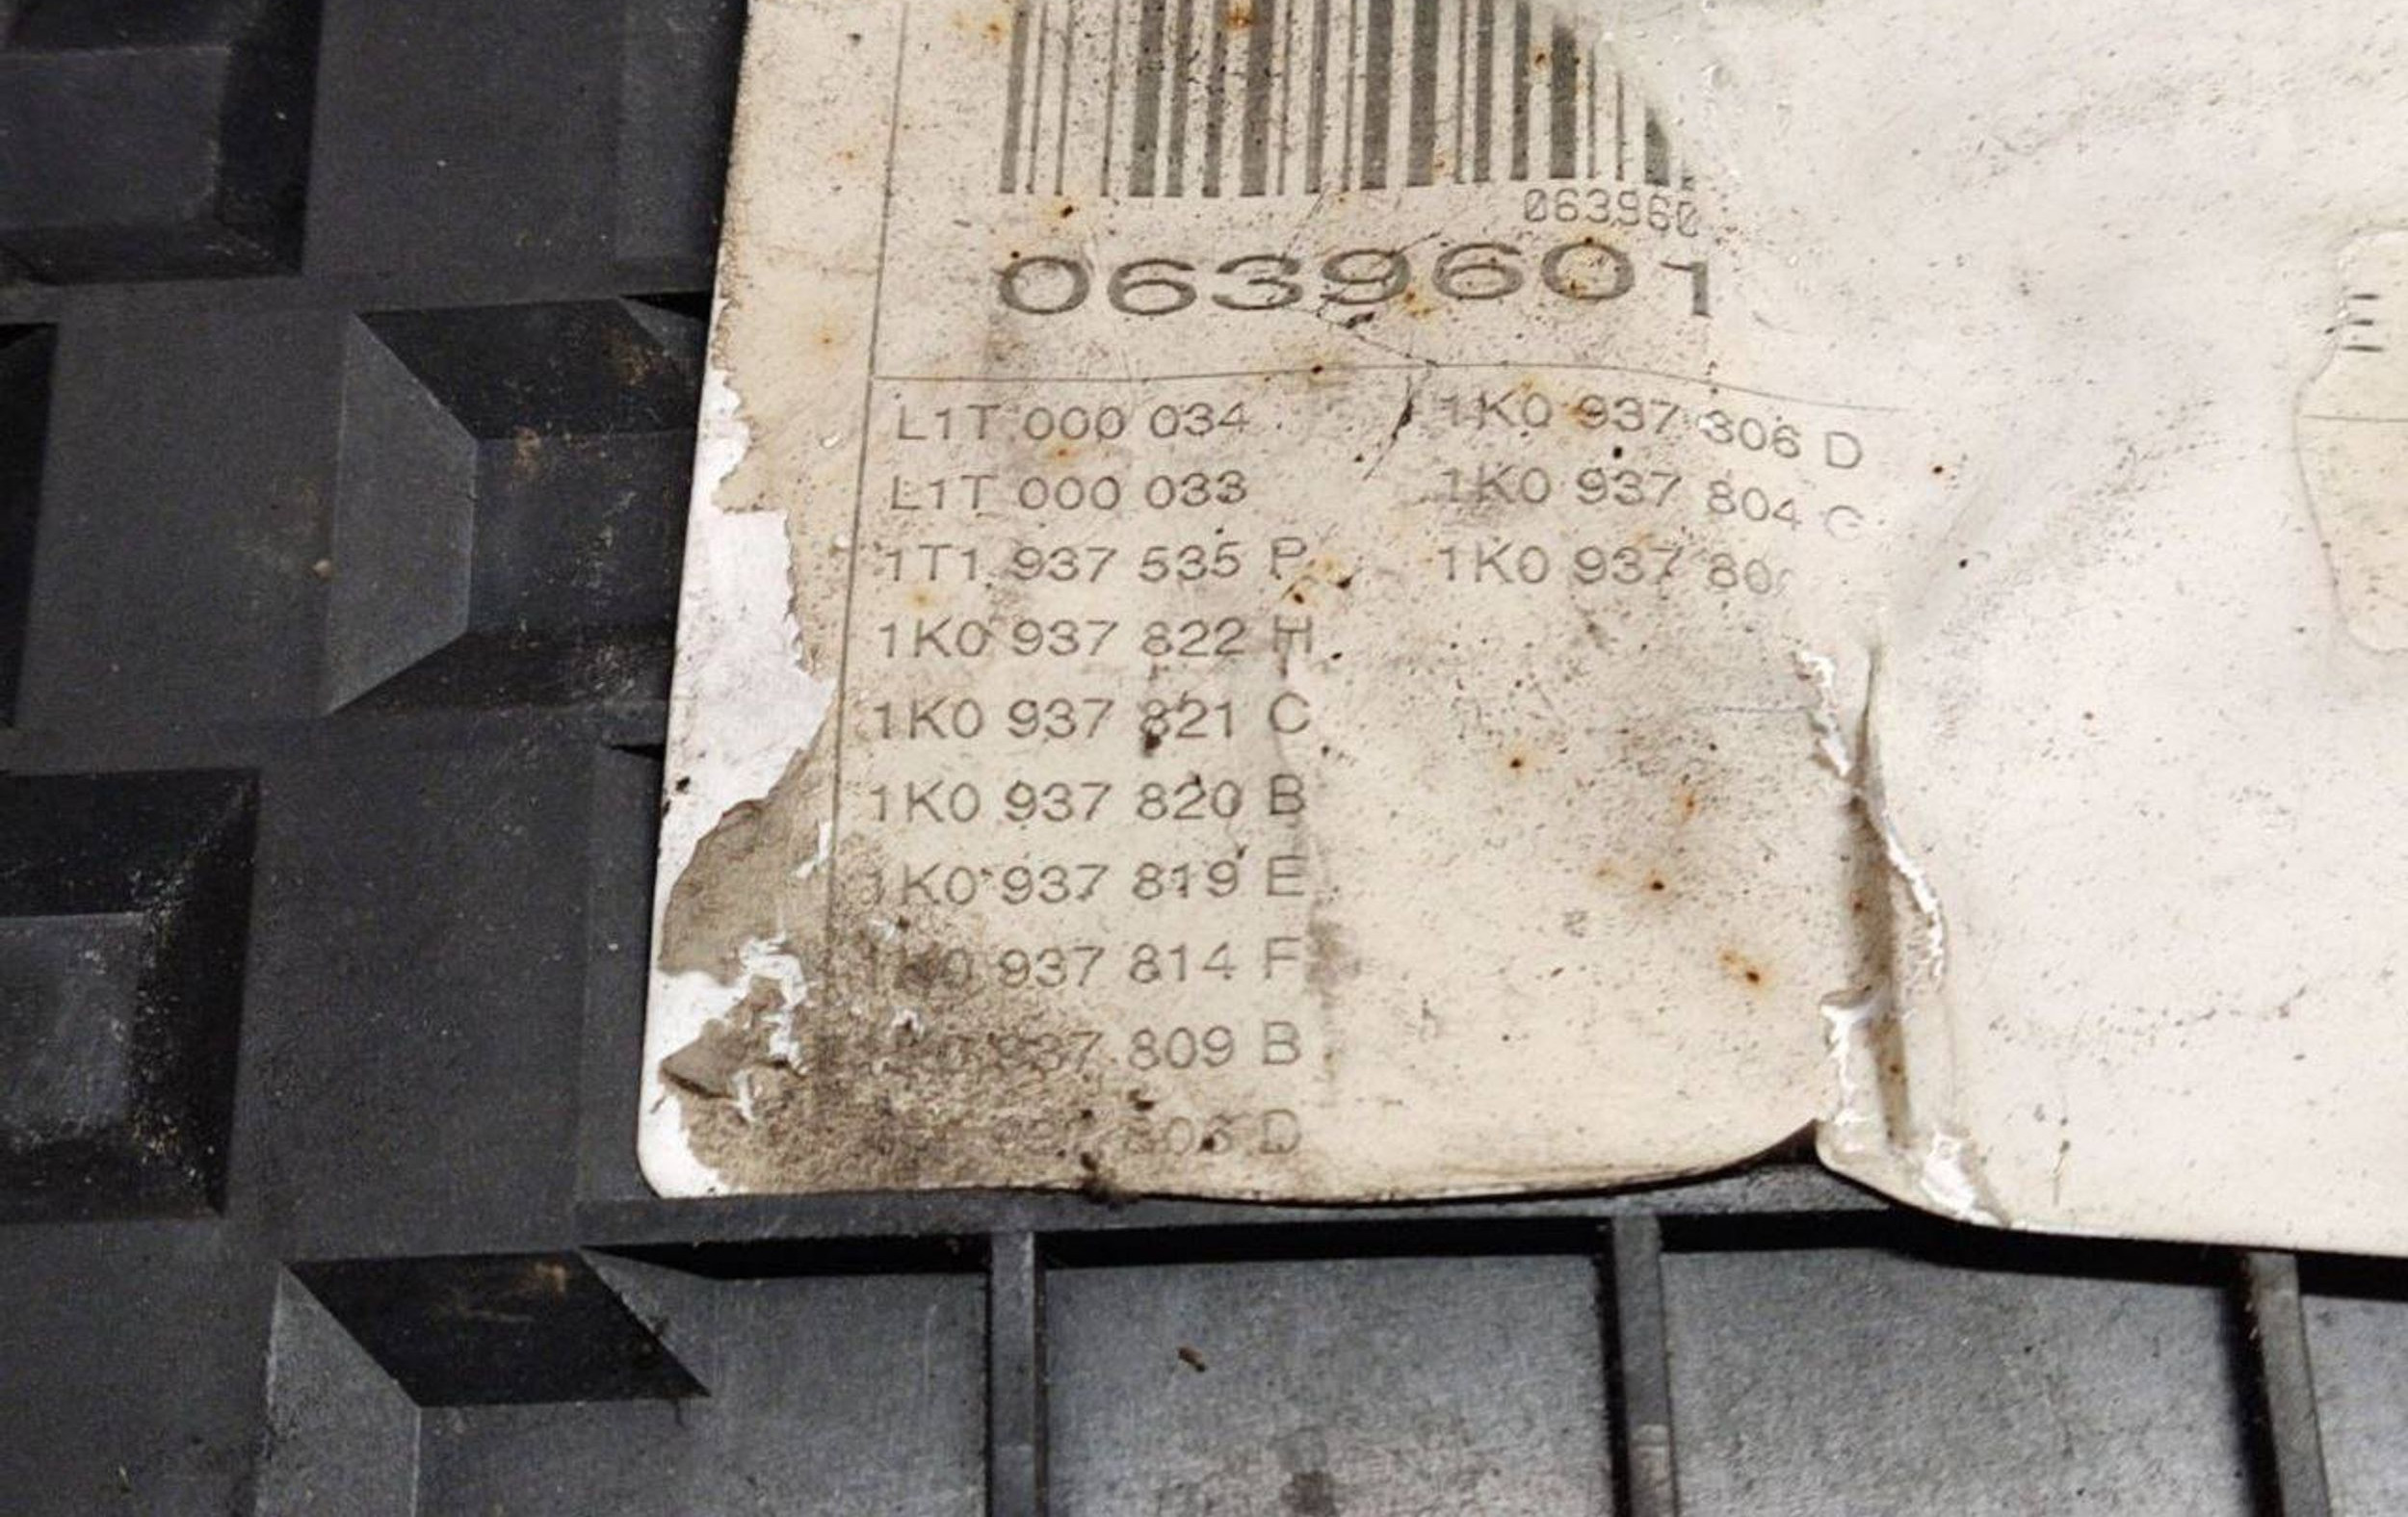 063960
0639601
L1T 000 034 1K0 937 306 D
L1T 000 033 1K0 937 804 G
1T1 937 535 P 1K0 937
1K0 937 822 H
1K0 937 821 C
1K0 937 820 B
1K0 937 819 E
937 814 F
937 809 B
D